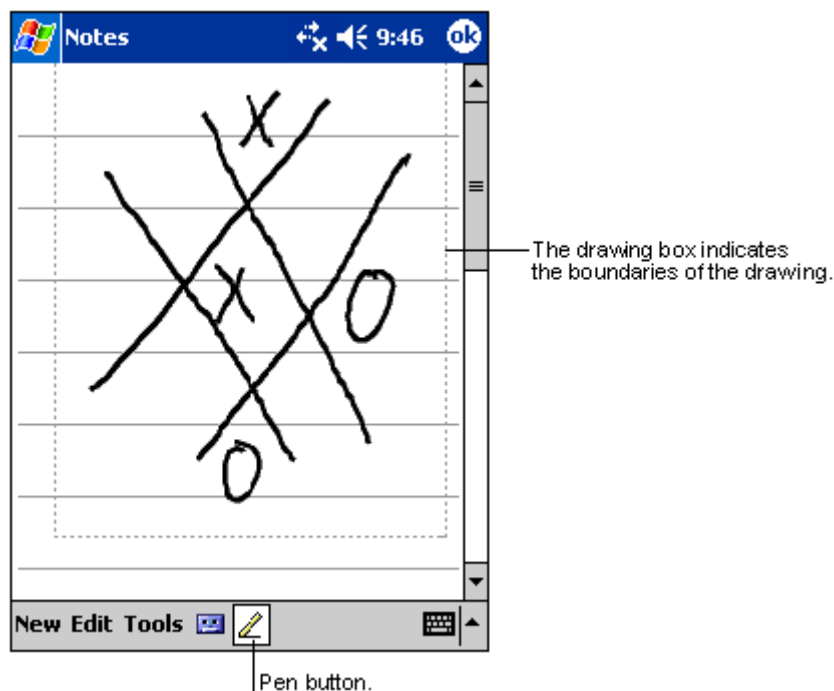 Notes 9:46 ok
X
X O
O
The drawing box indicates
the boundaries of the drawing.
New Edit Tools
Pen button.